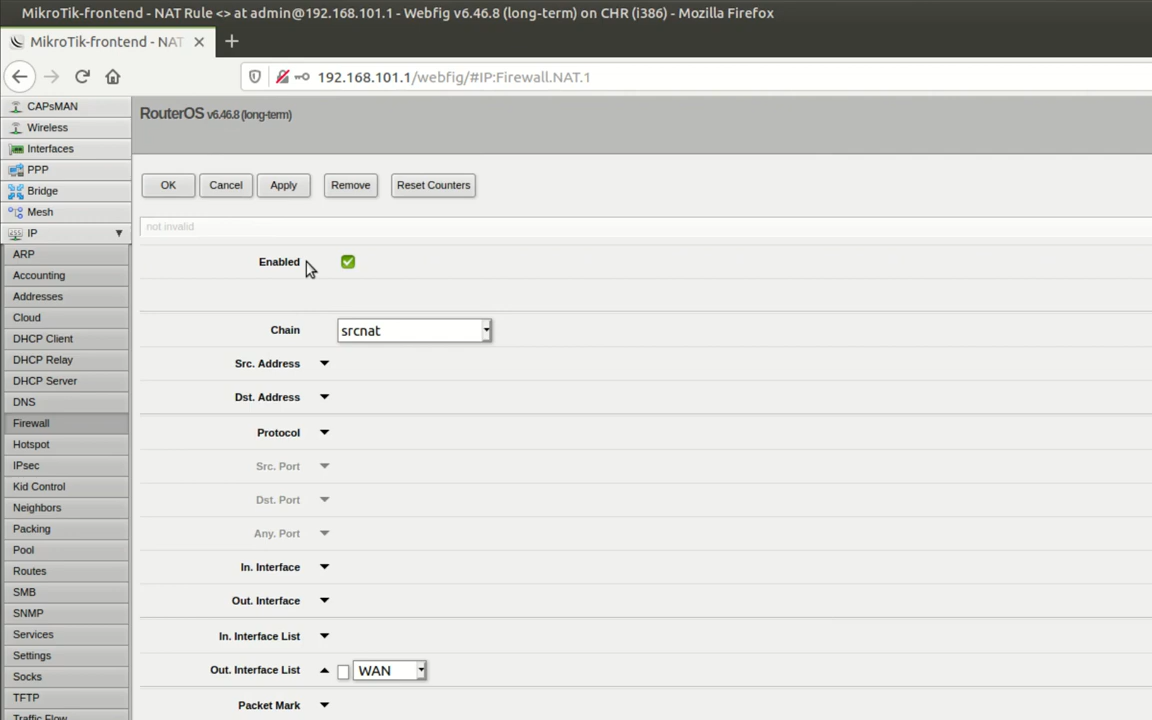 MikroTik-frontend - NAT Rule <> at admin@192.168.101.1 - Webfig v6.46.8 (long-term) on CHR (i386) - Mozilla Firefox
MikroTik-frontend - NAT
192.168.101.1/webfig/#IP:Firewall.NAT.1
CAPsMAN
Wireless
Interfaces
PPP
Bridge
Mesh
IP
ARP
Accounting
Addresses
Cloud
DHCP Client
DHCP Relay
DHCP Server
DNS
Firewall
Hotspot
IPsec
Kid Control
Neighbors
Packing
Pool
Routes
SMB
SNMP
Services
Settings
Socks
TFTP
Traffic Flow
RouterOS v6.46.8 (long-term)
OK Cancel Apply Remove Reset Counters
not invalid
Enabled
Chain srcnat
Src. Address
Dst. Address
Protocol
Src. Port
Dst. Port
Any. Port
In. Interface
Out. Interface
In. Interface List
Out. Interface List WAN
Packet Mark